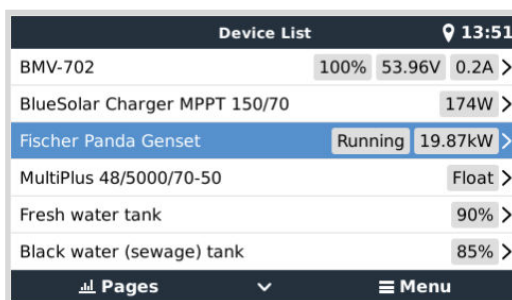 Device List 13:51
BMV-702 100% 53.96V 0.2A
BlueSolar Charger MPPT 150/70 174W
Fischer Panda Genset Running 19.87kW
MultiPlus 48/5000/70-50 Float
Fresh water tank 90%
Black water (sewage) tank 85%
Pages Menu